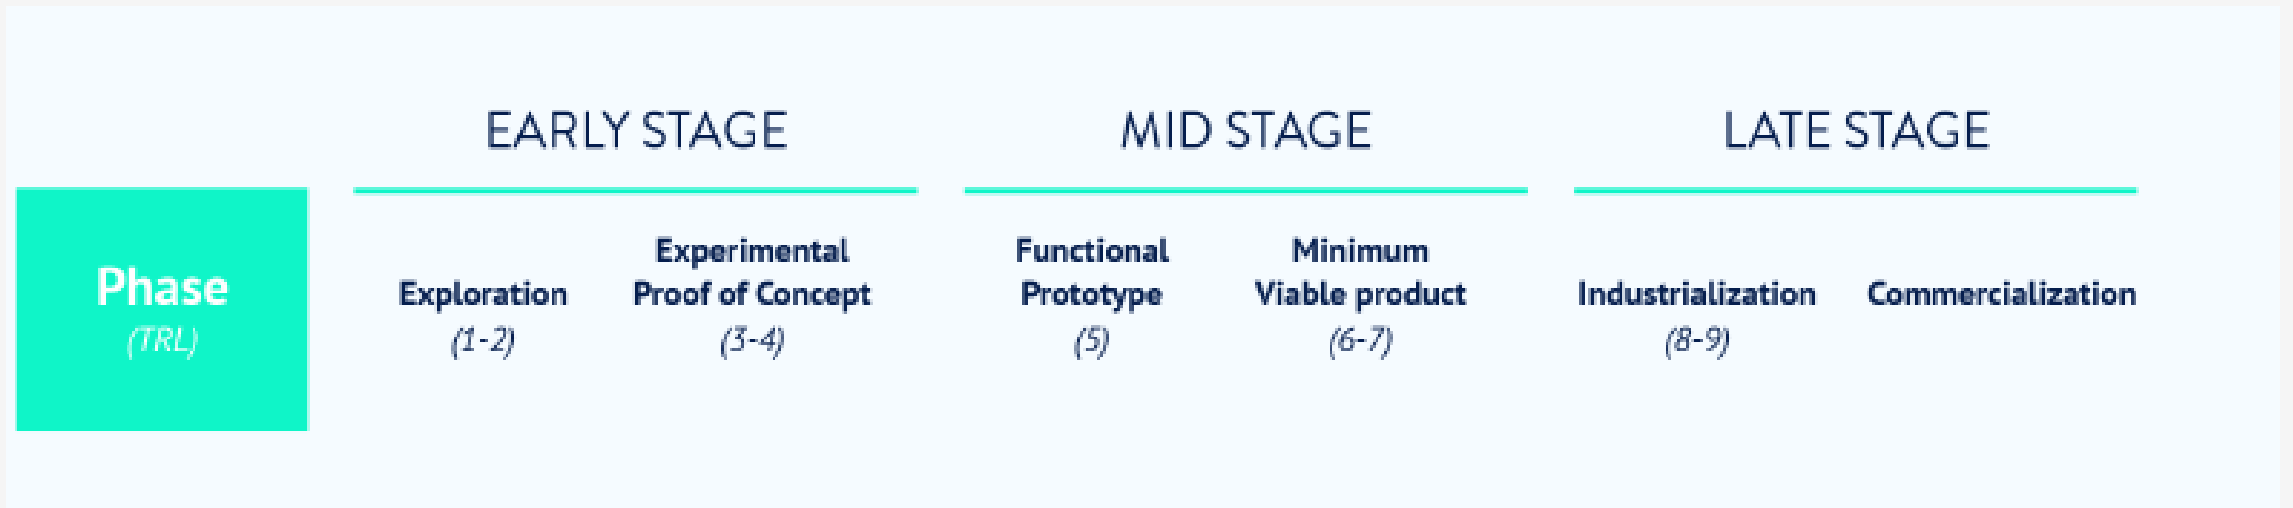 EARLY STAGE
MID STAGE
LATE STAGE
Phase
(TRL)
Exploration
(1-2)
Experimental
Proof of Concept
(3-4)
Functional
Prototype
(5)
Minimum
Viable product
(6-7)
Industrialization
(8-9)
Commercialization